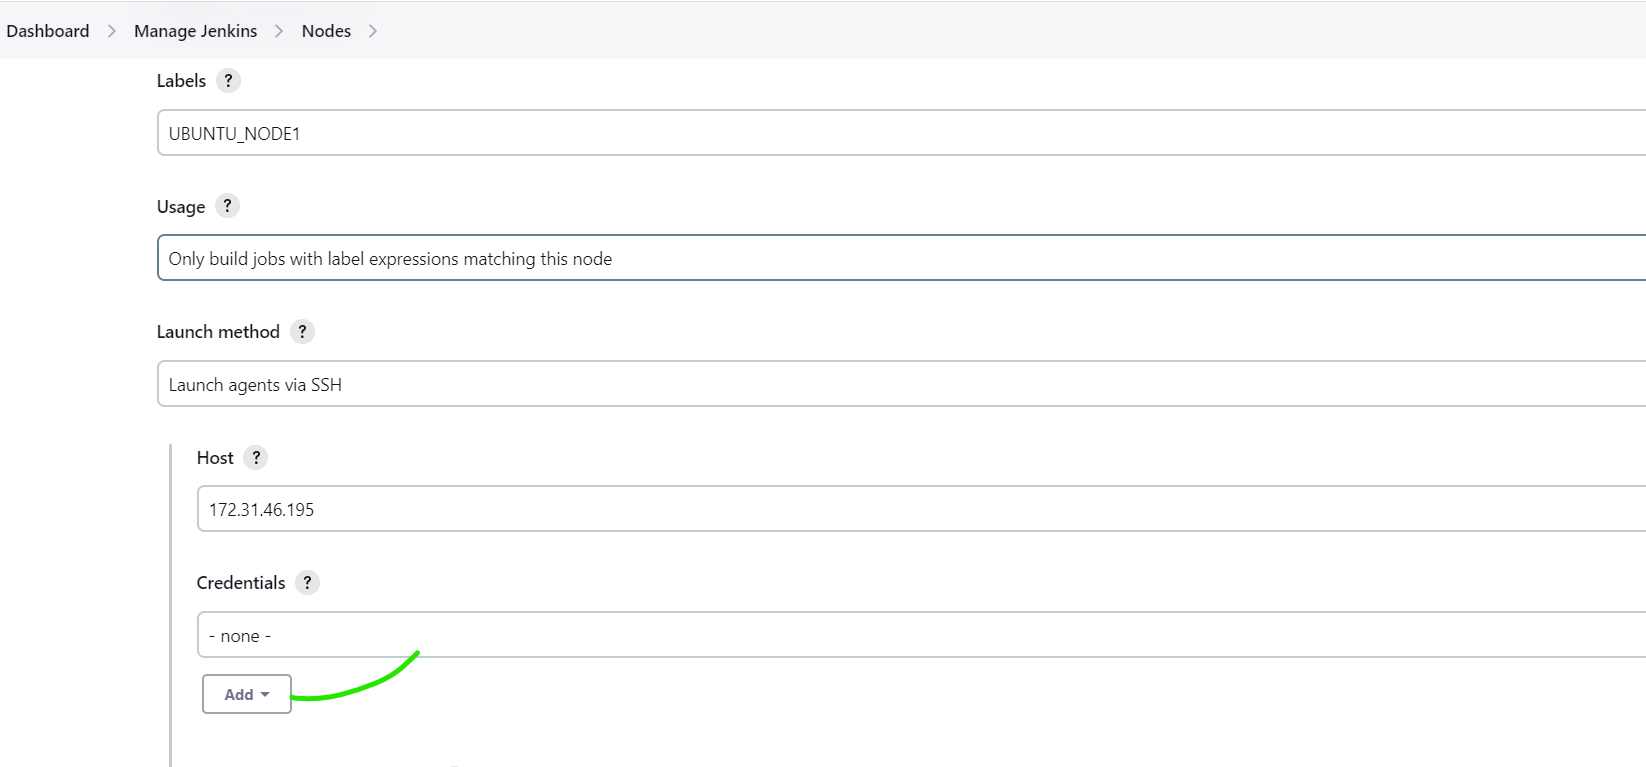 Dashboard > Manage Jenkins > Nodes >
Labels ?
UBUNTU_NODE1
Usage ?
Only build jobs with label expressions matching this node
Launch method ?
Launch agents via SSH
Host ?
172.31.46.195
Credentials ?
- none -
Add